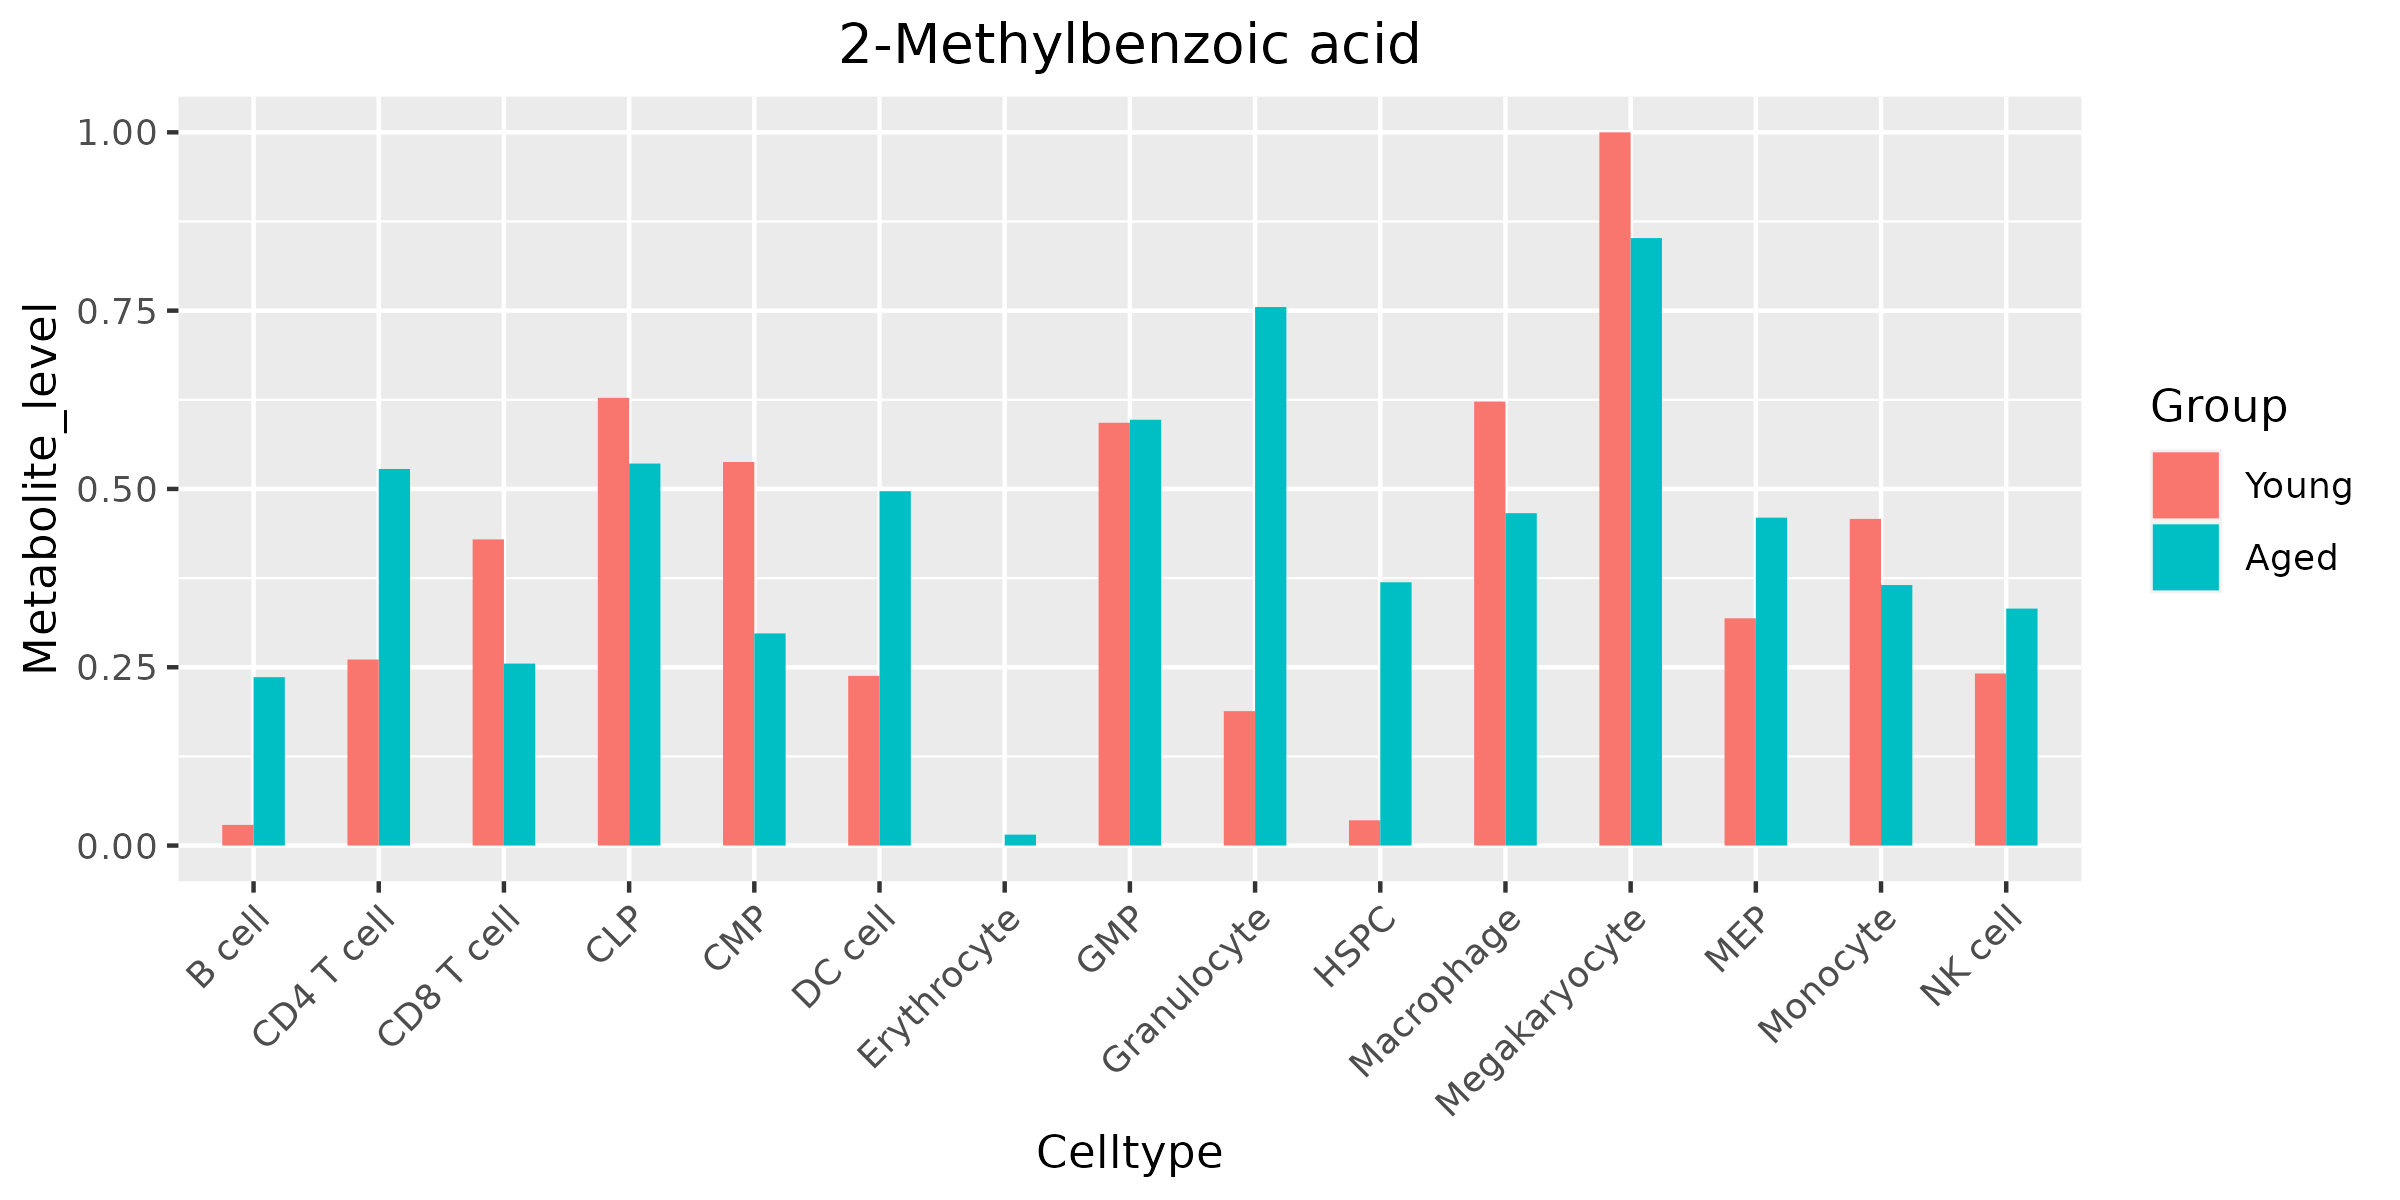 2-Methylbenzoic acid
Metabolite_level
1.00
0.75
0.50
0.25
0.00
B cell
CD4 T cell
CD8 T cell
CLP
CMP
DC cell
Erythrocyte
GMP
Granulocyte
HSPC
Macrophage
Megakaryocyte
MEP
Monocyte
NK cell
Celltype
Group
Young
Aged